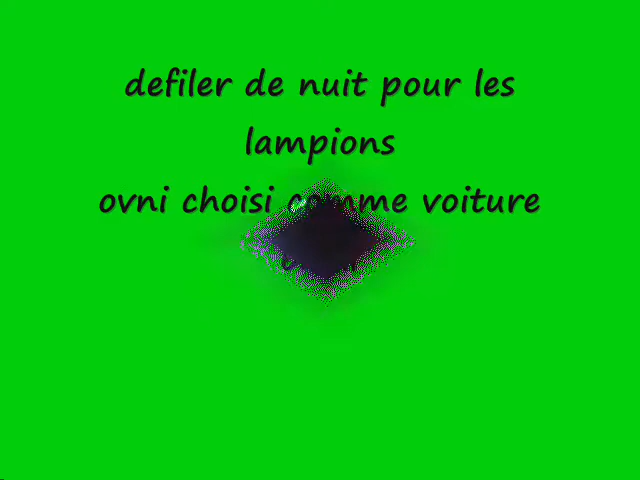 defiler de nuit pour les
lampions
ovni choisi comme voiture